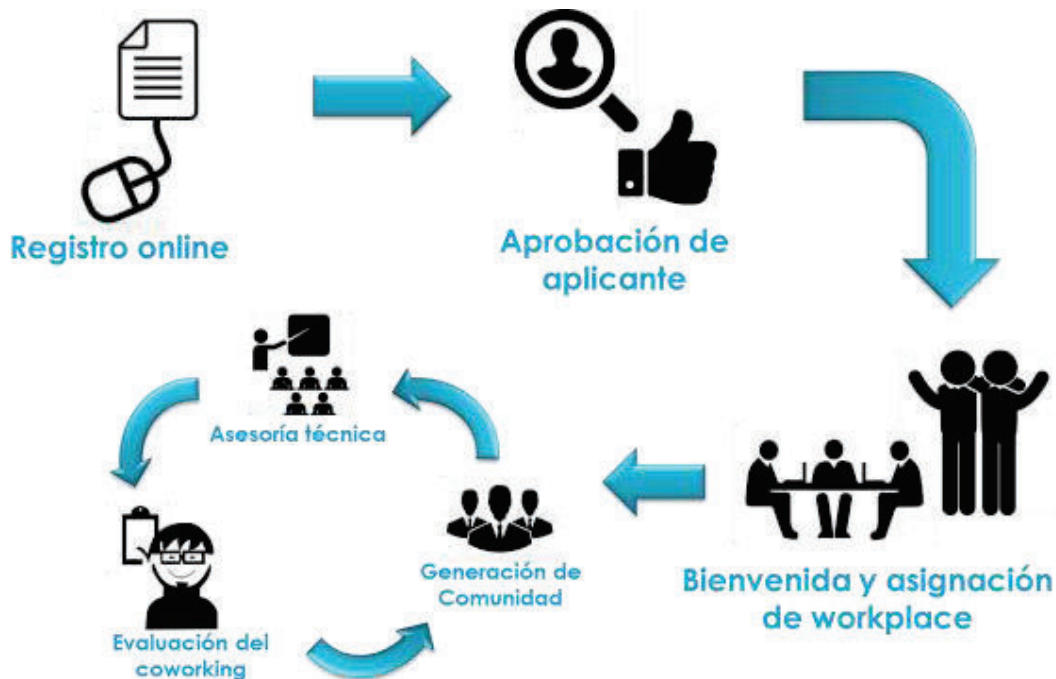 Registro online
Aprobación de
aplicante
Bienvenida y asignación
de workplace
Generación de
Comunidad
Asesoría técnica
Evaluación del
coworking